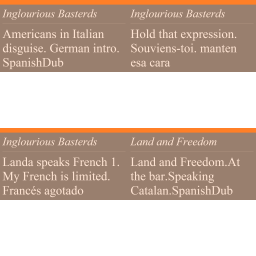 Inglourious Basterds
Americans in Italian
disguise. German intro.
SpanishDub
Inglourious Basterds
Hold that expression.
Souviens-toi. manten
esa cara
Inglourious Basterds
Landa speaks French 1.
My French is limited.
Francés agotado
Land and Freedom
Land and Freedom.At
the bar.Speaking
Catalan.SpanishDub